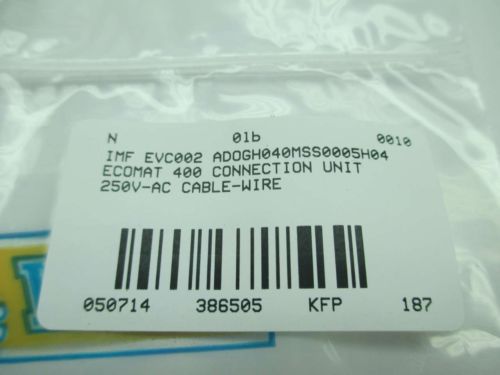 N 01b 0010
IMF EVC002 ADOGH040MSS0005H04
ECOMAT 400 CONNECTION UNIT
250V-AC CABLE-WIRE
050714 386505 KFP 187